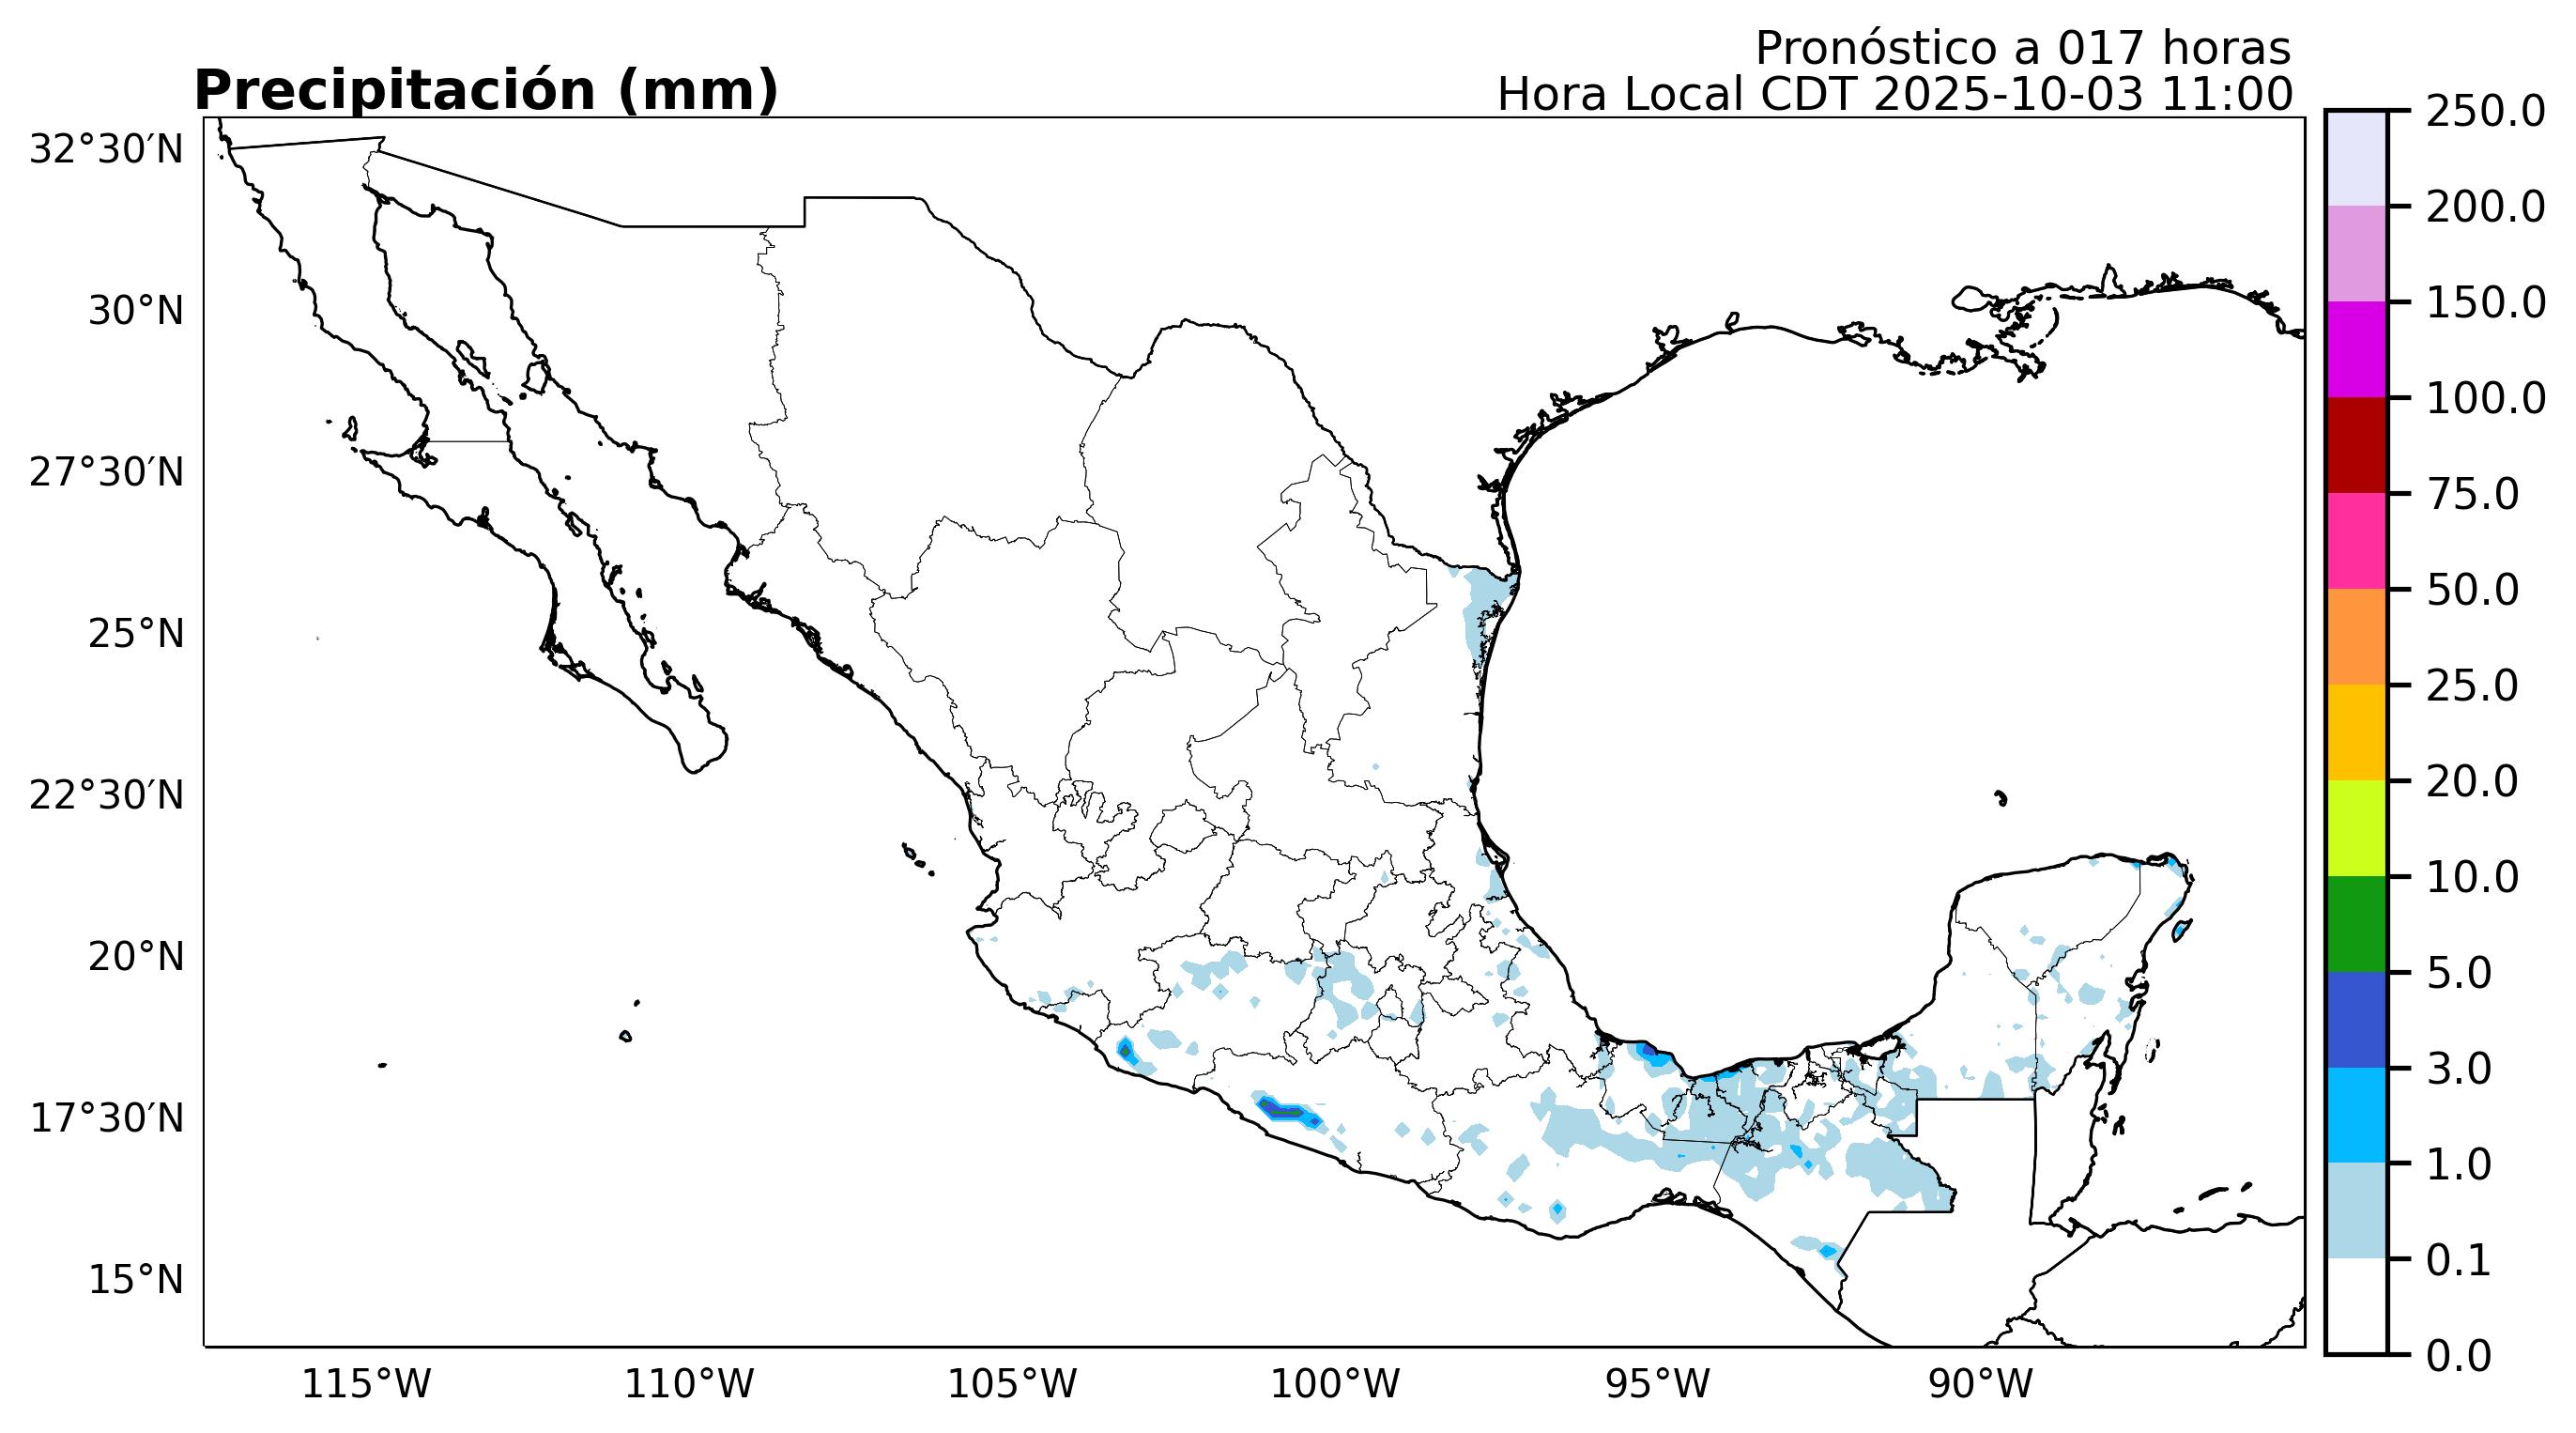 Pronóstico a 017 horas
Precipitación (mm)
Hora Local CDT 2025-10-03 11:00
32°30′N
30°N
27°30′N
25°N
22°30′N
20°N
17°30′N
15°N
115°W
110°W
105°W
100°W
95°W
90°W
250.0
200.0
150.0
100.0
75.0
50.0
25.0
20.0
10.0
5.0
3.0
1.0
0.1
0.0